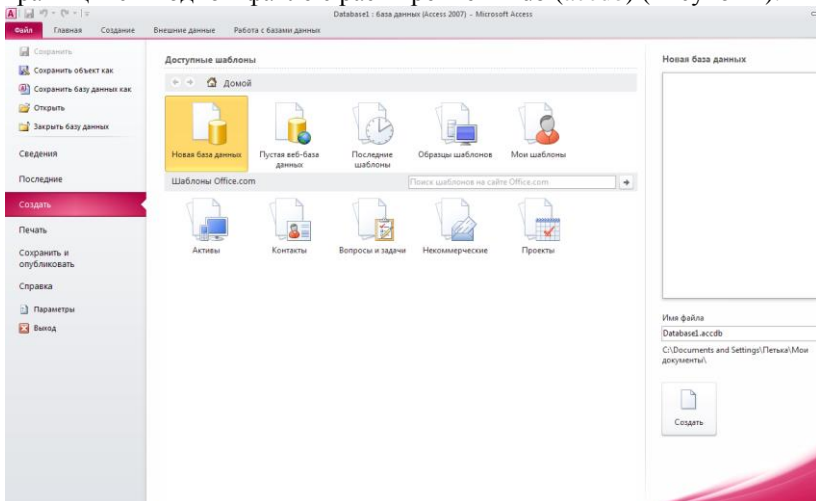 Database1 : база данных (Access 2007) - Microsoft Access
Файл Главная Создание Внешние данные Работа с базами данных
Сохранить
Сохранить объект как
Сохранить базу данных как
Открыть
Закрыть базу данных
Сведения
Последние
Создать
Печать
Сохранить и
опубликовать
Справка
Параметры
Выход
Доступные шаблоны
Домой
Новая база данных
Пустая веб-база
данных
Последние
шаблоны
Образцы шаблонов
Мои шаблоны
Шаблоны Office.com
Поиск шаблонов на сайте Office.com
Активы
Контакты
Вопросы и задачи
Некоммерческие
Проекты
Новая база данных
Имя файла
Database1.accdb
C:\Documents and Settings\Петька\Мои
документы\
Создать